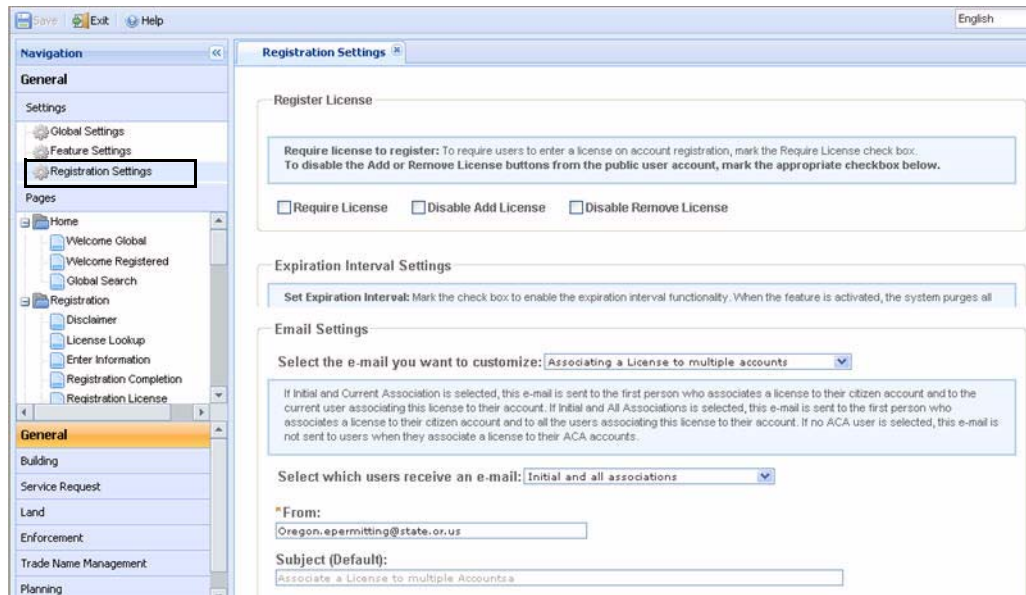 Save Exit Help English
Navigation
General
Settings
Global Settings
Feature Settings
Registration Settings
Pages
Home
Welcome Global
Welcome Registered
Global Search
Registration
Disclaimer
License Lookup
Enter Information
Registration Completion
Registration License
General
Building
Service Request
Land
Enforcement
Trade Name Management
Planning
Registration Settings
Register License
Require license to register: To require users to enter a license on account registration, mark the Require License check box.
To disable the Add or Remove License buttons from the public user account, mark the appropriate checkbox below.
Require License Disable Add License Disable Remove License
Expiration Interval Settings
Set Expiration Interval: Mark the check box to enable the expiration interval functionality. When the feature is activated, the system purges all
Email Settings
Select the e-mail you want to customize: Associating a License to multiple accounts
If Initial and Current Association is selected, this e-mail is sent to the first person who associates a license to their citizen account and to the
current user associating this license to their account. If Initial and All Associations is selected, this e-mail is sent to the first person who
associates a license to their citizen account and to all the users associating this license to their account. If no ACA user is selected, this e-mail is
not sent to users when they associate a license to their ACA accounts.
Select which users receive an e-mail: Initial and all associations
*From:
Oregon.epermitting@state.or.us
Subject (Default):
Associate a License to multiple Accountsa